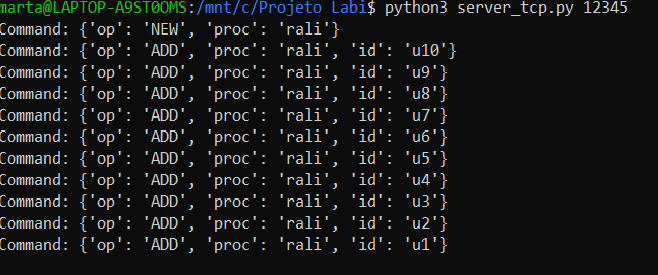 marta@LAPTOP-A9ST0OMS:/mnt/c/Projeto Labi$ python3 server_tcp.py 12345
Command: {'op': 'NEW', 'proc': 'rali'}
Command: {'op': 'ADD', 'proc': 'rali', 'id': 'u10'}
Command: {'op': 'ADD', 'proc': 'rali', 'id': 'u9'}
Command: {'op': 'ADD', 'proc': 'rali', 'id': 'u8'}
Command: {'op': 'ADD', 'proc': 'rali', 'id': 'u7'}
Command: {'op': 'ADD', 'proc': 'rali', 'id': 'u6'}
Command: {'op': 'ADD', 'proc': 'rali', 'id': 'u5'}
Command: {'op': 'ADD', 'proc': 'rali', 'id': 'u4'}
Command: {'op': 'ADD', 'proc': 'rali', 'id': 'u3'}
Command: {'op': 'ADD', 'proc': 'rali', 'id': 'u2'}
Command: {'op': 'ADD', 'proc': 'rali', 'id': 'u1'}